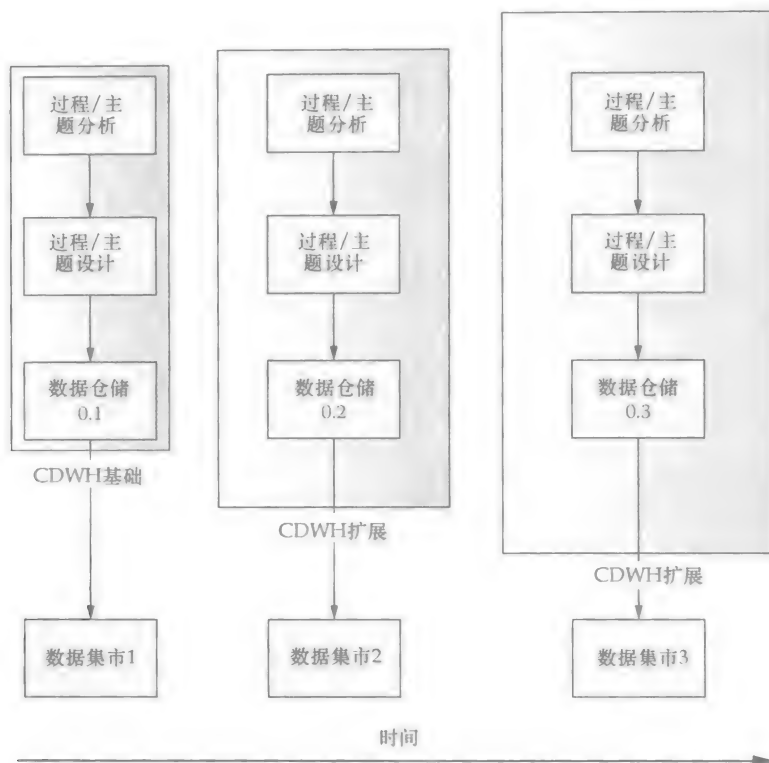 过程/主
题分析
过程/主
题设计
数据仓储
0.1
CDWH基础
数据集市1
过程/主
题分析
过程/主
题设计
数据仓储
0.2
CDWH扩展
数据集市2
过程/主
题分析
过程/主
题设计
数据仓储
0.3
CDWH扩展
数据集市3
时间